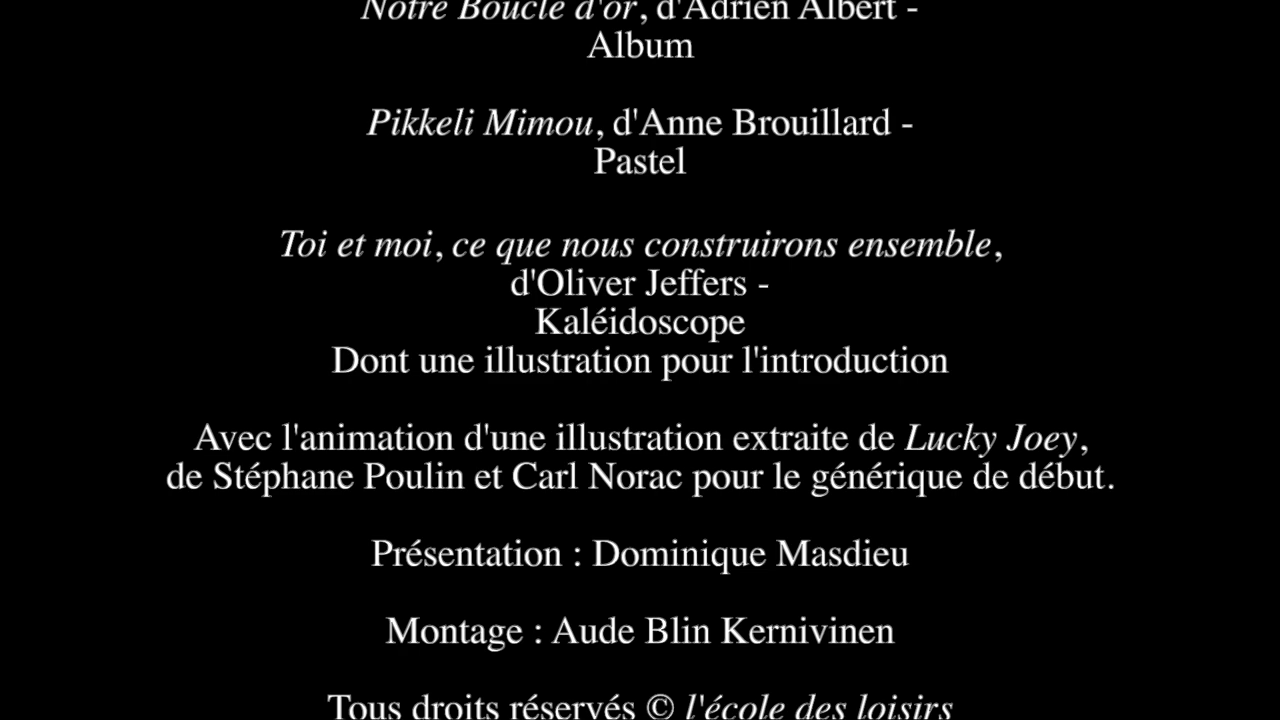 Notre Boucle d'or, d'Adrien Albert -
Album
Pikkeli Mimou, d'Anne Brouillard -
Pastel
Toi et moi, ce que nous construirons ensemble,
d'Oliver Jeffers -
Kaléidoscope
Dont une illustration pour l'introduction
Avec l'animation d'une illustration extraite de Lucky Joey,
de Stéphane Poulin et Carl Norac pour le générique de début.
Présentation : Dominique Masdieu
Montage : Aude Blin Kernivinen
Tous droits réservés © l'école des loisirs